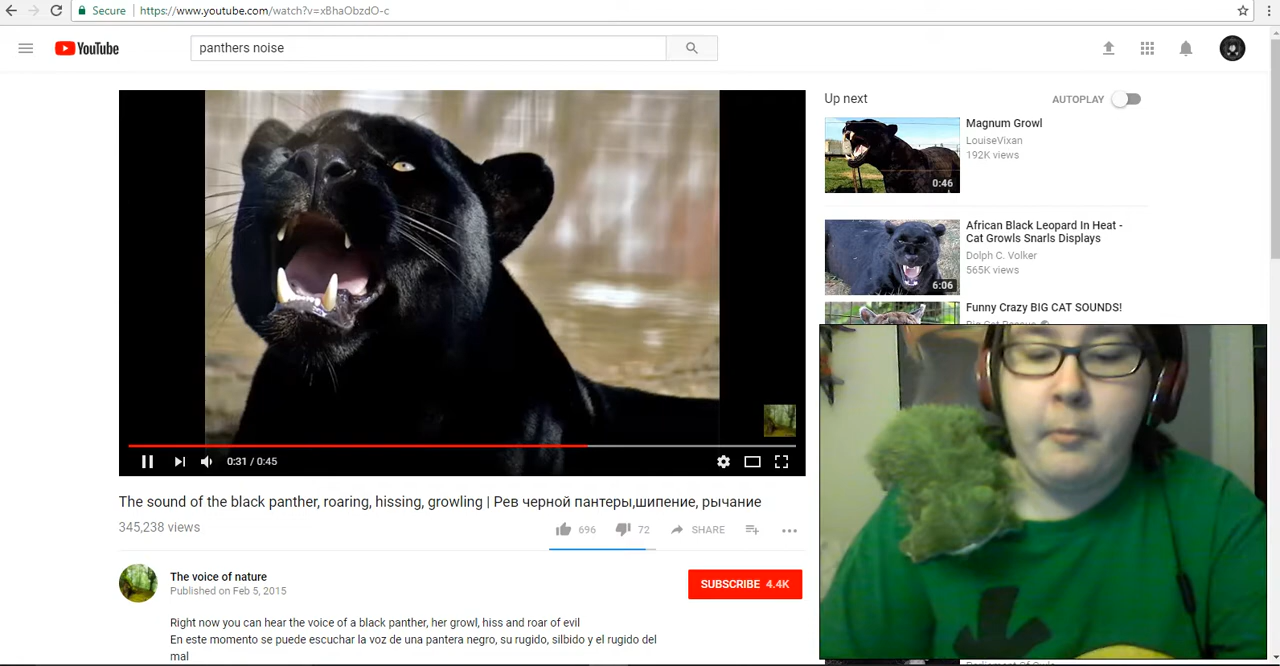 Secure
https://www.youtube.com/watch?v=xBhaObzdO-c
YouTube
panthers noise
Up next
AUTOPLAY
Magnum Growl
LouiseVixan
192K views
0:46
African Black Leopard In Heat -
Cat Growls Snarls Displays
Dolph C. Volker
565K views
6:06
Funny Crazy BIG CAT SOUNDS!
0:31 / 0:45
The sound of the black panther, roaring, hissing, growling | Рев черной пантеры,шипение, рычание
345,238 views
696
72
SHARE
The voice of nature
Published on Feb 5, 2015
SUBSCRIBE 4.4K
Right now you can hear the voice of a black panther, her growl, hiss and roar of evil
En este momento se puede escuchar la voz de una pantera negro, su rugido, silbido y el rugido del
mal